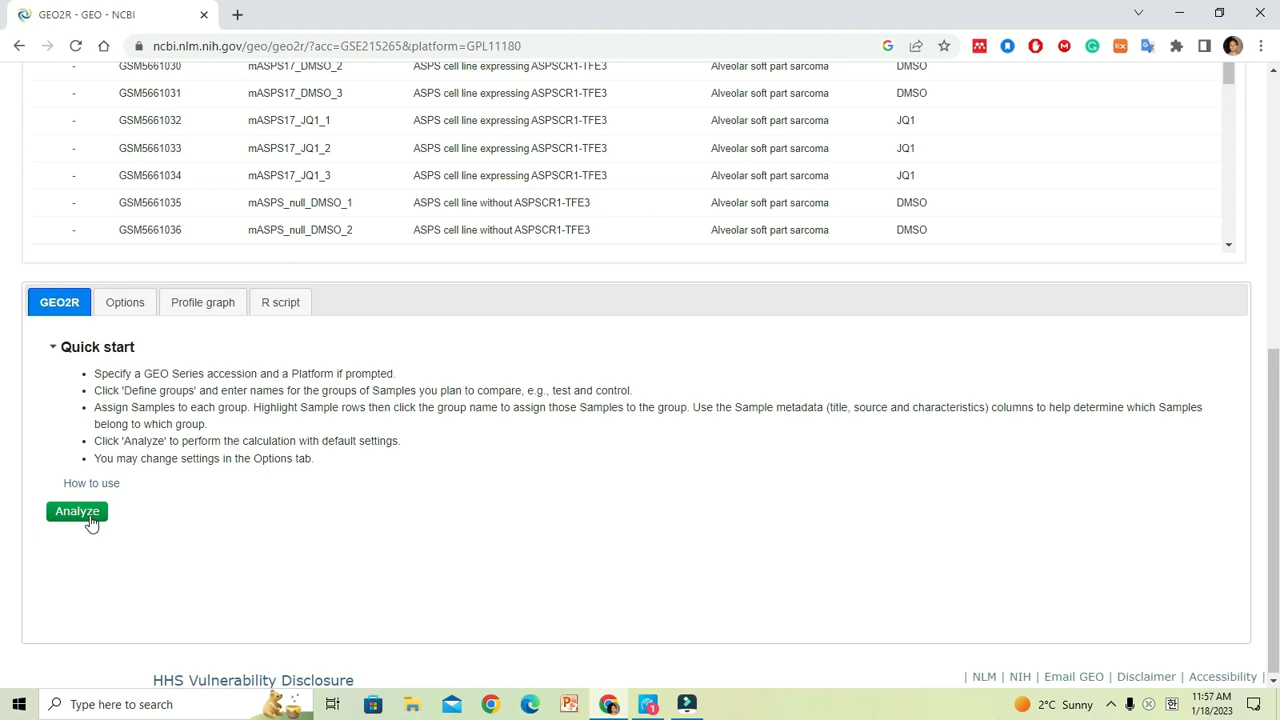 GEO2R - GEO - NCBI
ncbi.nlm.nih.gov/geo/geo2r/?acc=GSE215265&platform=GPL11180
- GSM5661030 mASPS17_DMSO_2 ASPS cell line expressing ASPSCR1-TFE3 Alveolar soft part sarcoma DMSO
- GSM5661031 mASPS17_DMSO_3 ASPS cell line expressing ASPSCR1-TFE3 Alveolar soft part sarcoma DMSO
- GSM5661032 mASPS17_JQ1_1 ASPS cell line expressing ASPSCR1-TFE3 Alveolar soft part sarcoma JQ1
- GSM5661033 mASPS17_JQ1_2 ASPS cell line expressing ASPSCR1-TFE3 Alveolar soft part sarcoma JQ1
- GSM5661034 mASPS17_JQ1_3 ASPS cell line expressing ASPSCR1-TFE3 Alveolar soft part sarcoma JQ1
- GSM5661035 mASPS_null_DMSO_1 ASPS cell line without ASPSCR1-TFE3 Alveolar soft part sarcoma DMSO
- GSM5661036 mASPS_null_DMSO_2 ASPS cell line without ASPSCR1-TFE3 Alveolar soft part sarcoma DMSO
GEO2R Options Profile graph R script
Quick start
• Specify a GEO Series accession and a Platform if prompted.
• Click 'Define groups' and enter names for the groups of Samples you plan to compare, e.g., test and control.
• Assign Samples to each group. Highlight Sample rows then click the group name to assign those Samples to the group. Use the Sample metadata (title, source and characteristics) columns to help determine which Samples
belong to which group.
• Click 'Analyze' to perform the calculation with default settings.
• You may change settings in the Options tab.
How to use
Analyze
HHS Vulnerability Disclosure
| NLM | NIH | Email GEO | Disclaimer | Accessibility |
Type here to search
2°C Sunny
11:57 AM
1/18/2023